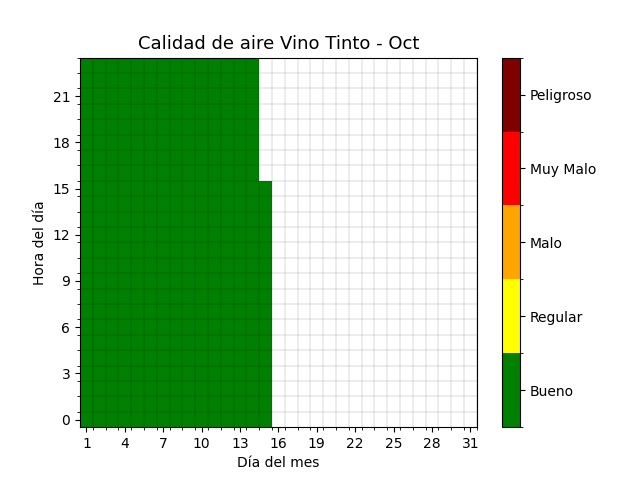 Calidad de aire Vino Tinto - Oct
Hora del día
21
18
15
12
9
6
3
0
1 4 7 10 13 16 19 22 25 28 31
Día del mes
Peligroso
Muy Malo
Malo
Regular
Bueno